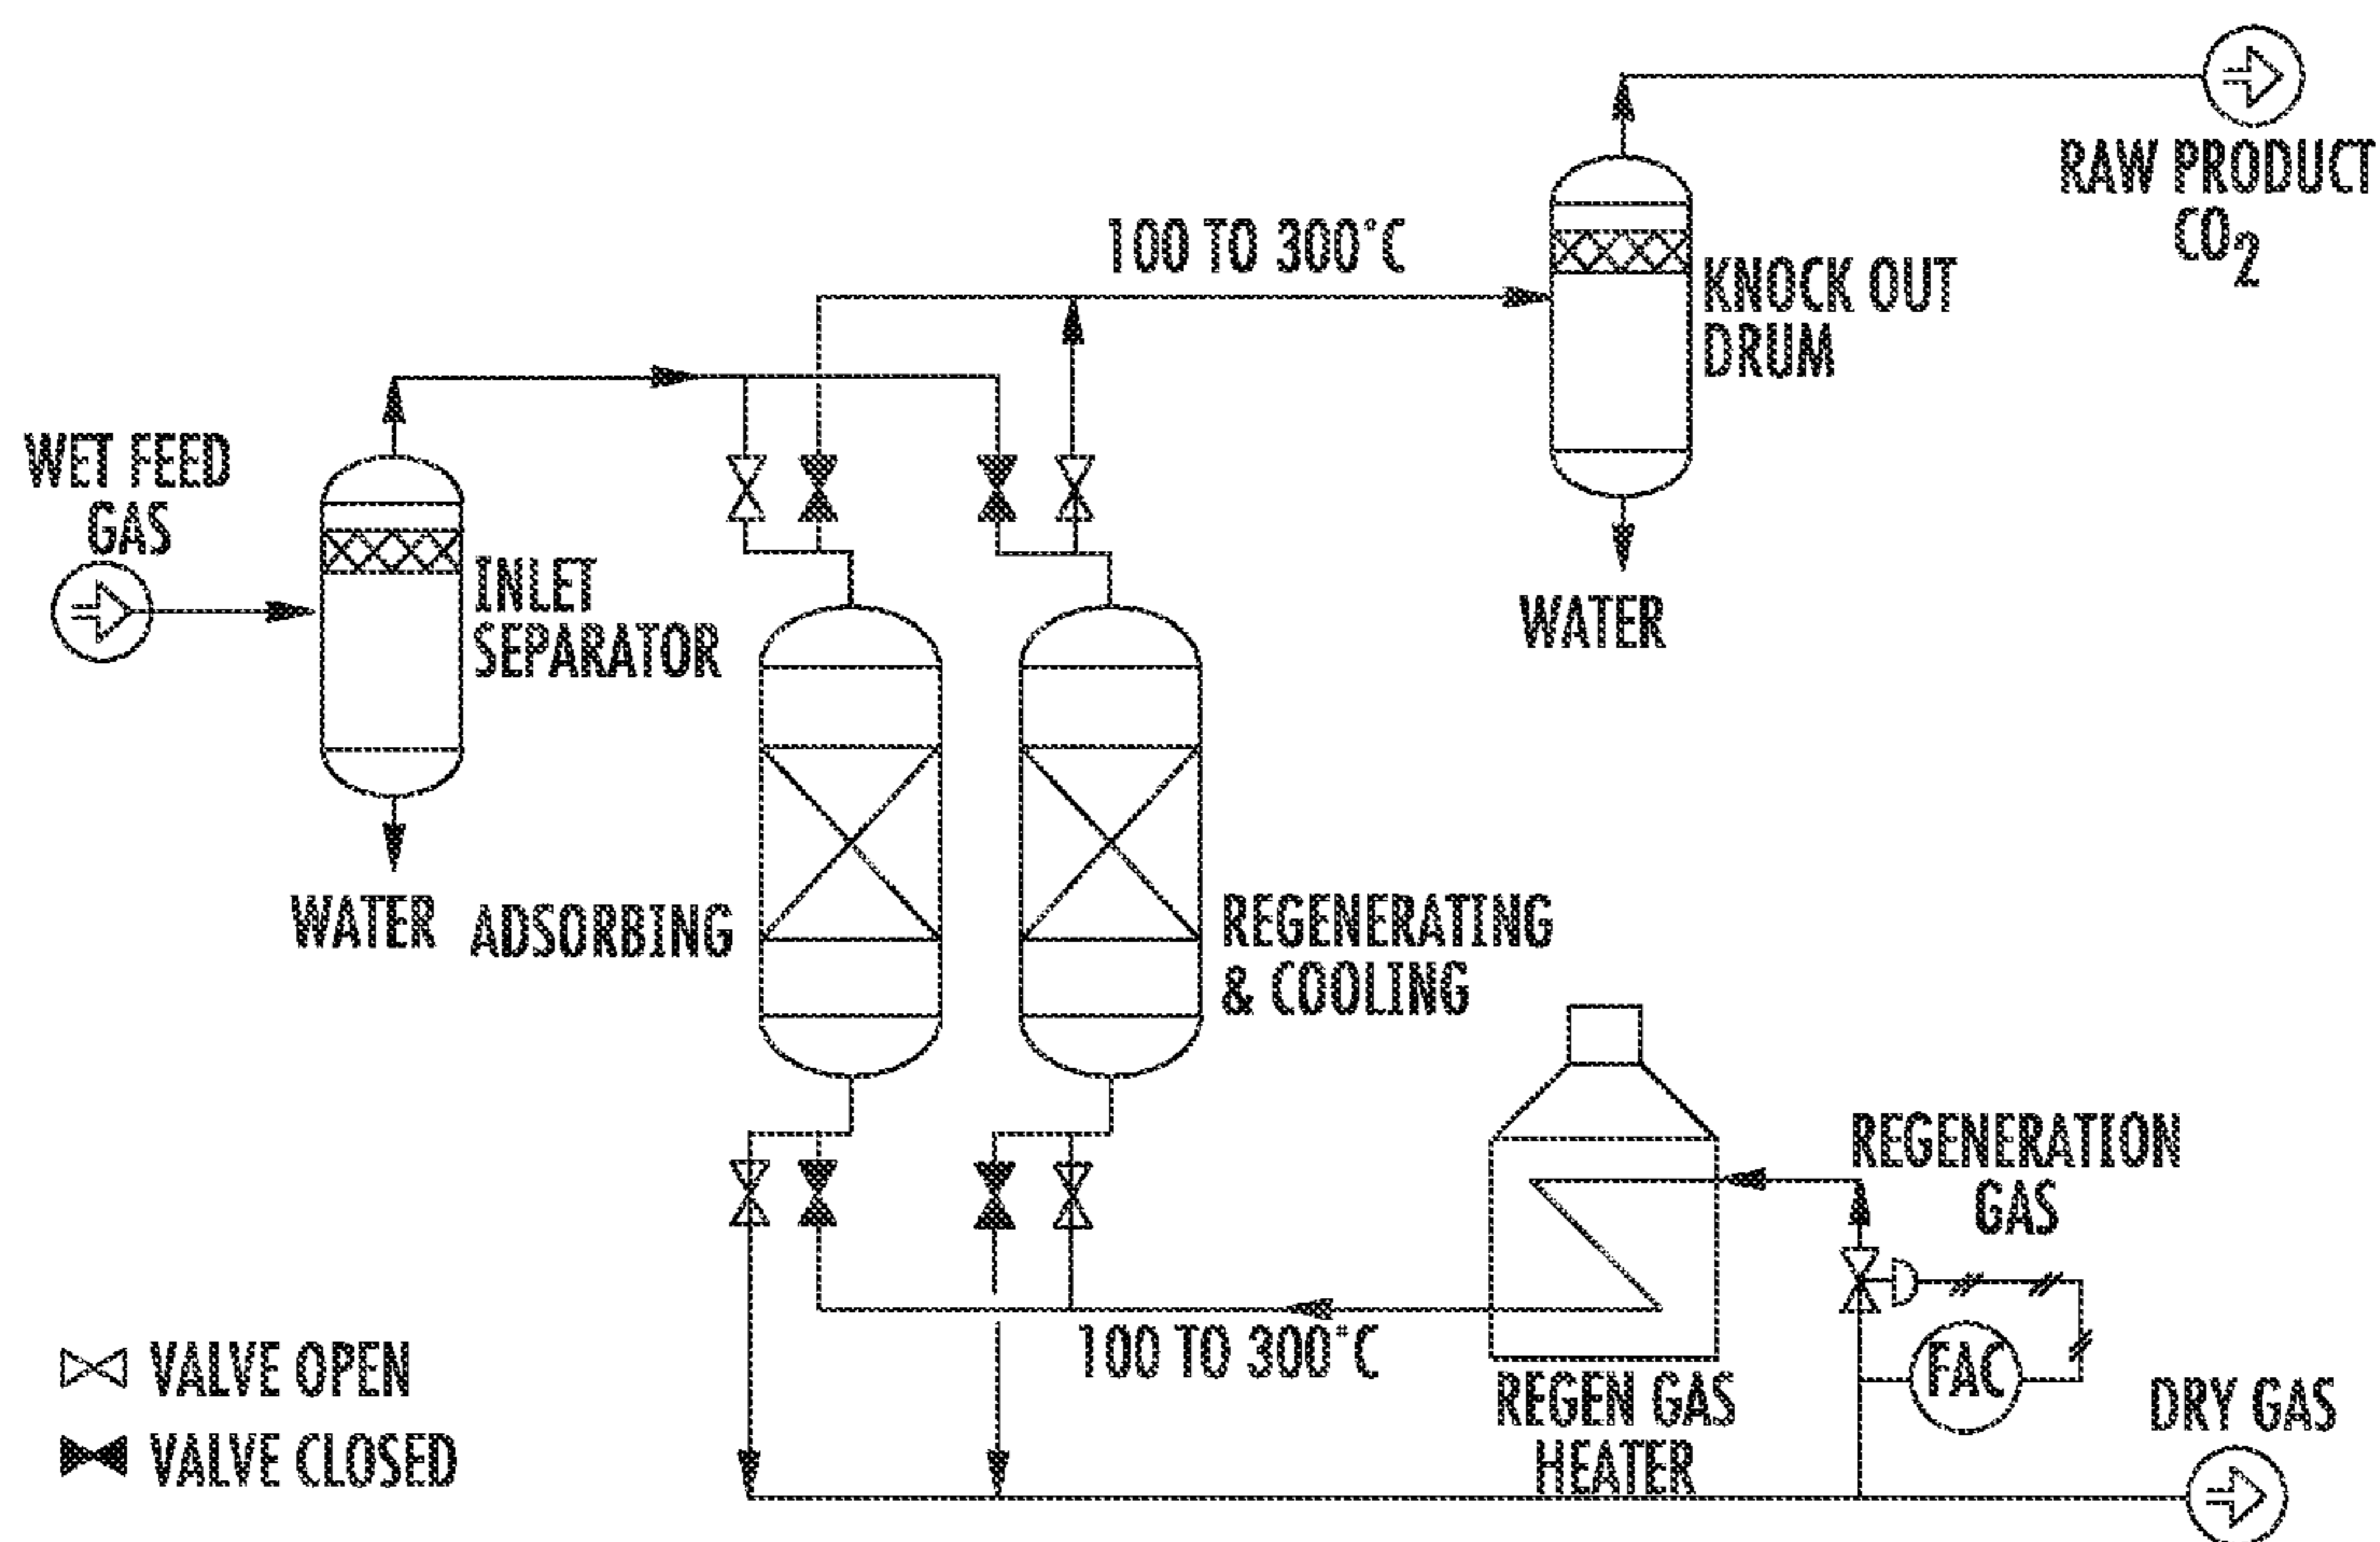 RAW PRODUCT
CO2
100 TO 300°C
KNOCK OUT
DRUM
WET FEED
GAS
INLET
SEPARATOR
WATER
WATER
ADSORBING
REGENERATING
& COOLING
REGENERATION
GAS
100 TO 300°C
FAC
REGEN GAS
HEATER
DRY GAS
VALVE OPEN
VALVE CLOSED